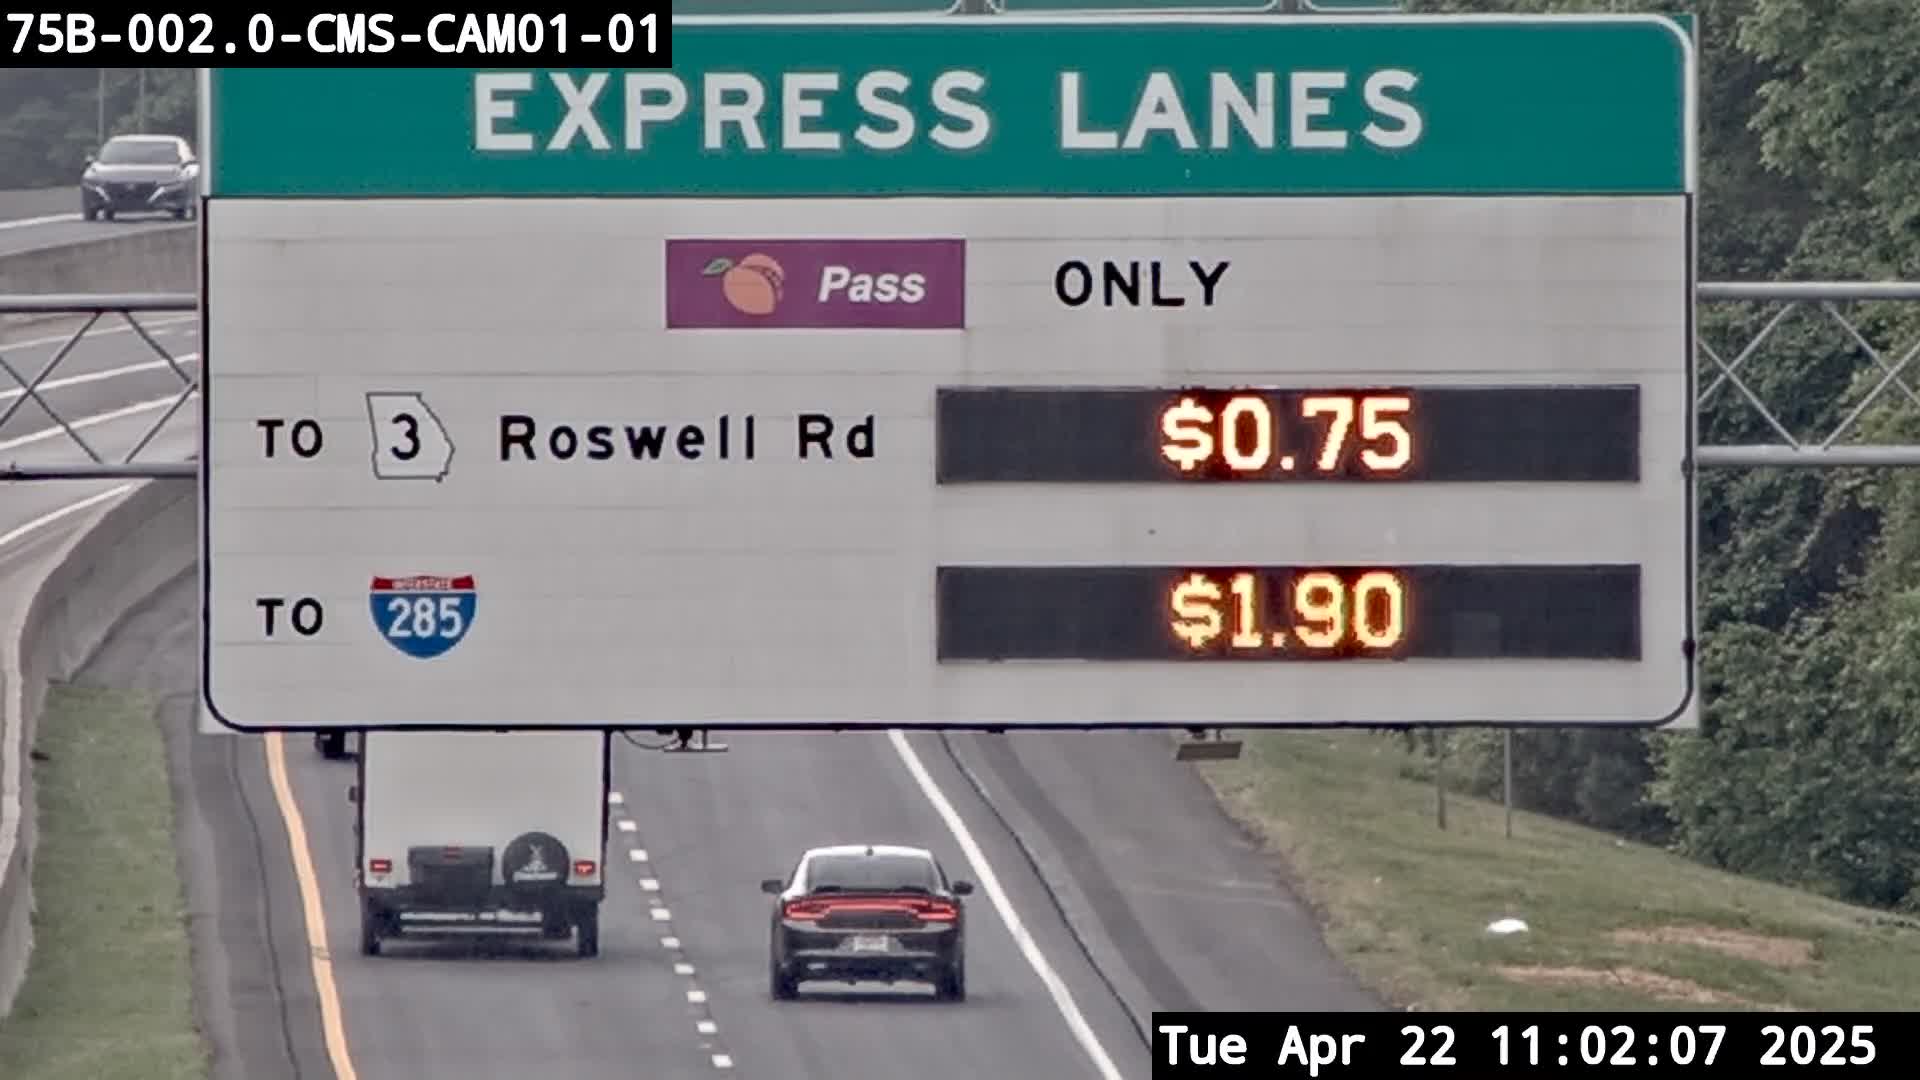 75B-002.0-CMS-CAM01-01
EXPRESS LANES
Pass ONLY
TO 3 Roswell Rd $0.75
TO INTERSTATE 285 $1.90
Tue Apr 22 11:02:07 2025